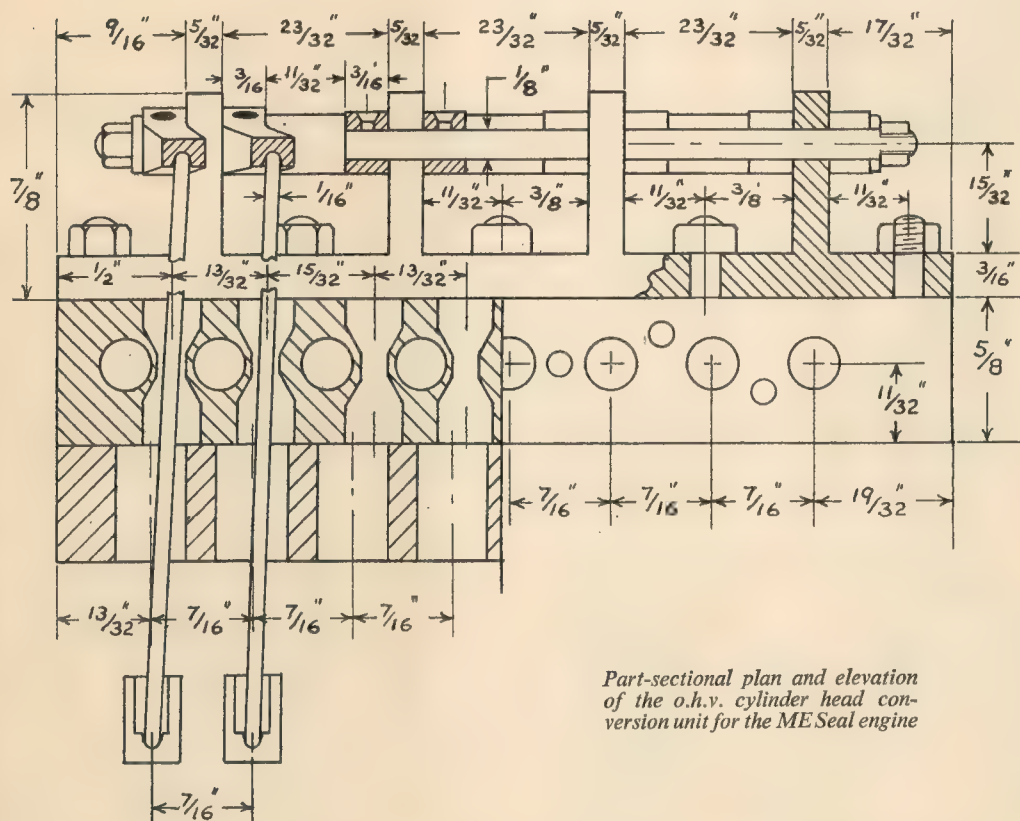 9/16" 5/32" 23/32" 5/32" 23/32" 5/32" 23/32" 5/32" 17/32"
3/16 11/32" 3/16" 1/8"
7/8" 1/16" 11/32" 3/8" 11/32" 3/8' 11/32" 15/32"
1/2" 13/32" 15/32" 13/32" 3/16"
5/8"
11/32"
7/16" 7/16" 7/16" 19/32"
13/32" 7/16" 7/16" 7/16"
7/16"
Part-sectional plan and elevation
of the o.h.v. cylinder head con-
version unit for the ME Seal engine